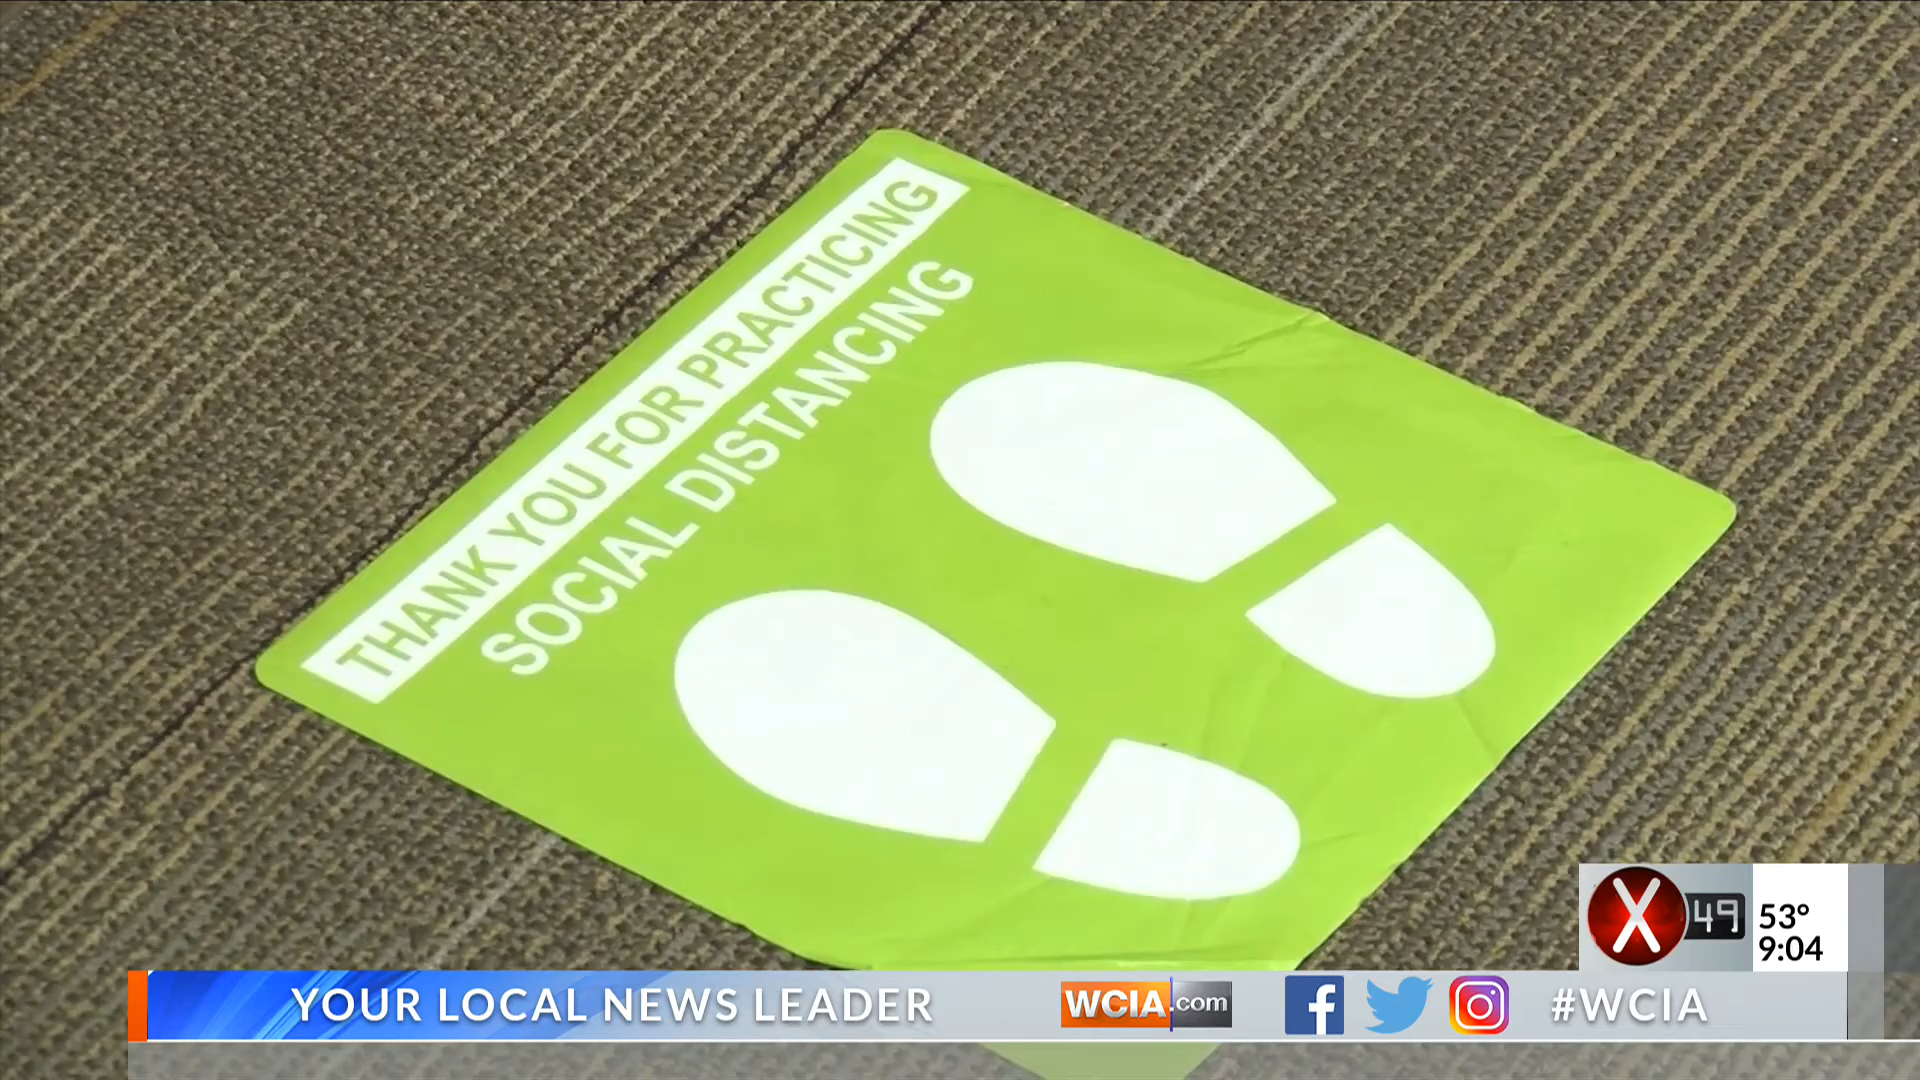 THANK YOU FOR PRACTICING
SOCIAL DISTANCING
X 49
53°
9:04
YOUR LOCAL NEWS LEADER
WCIA.com
f
#WCIA